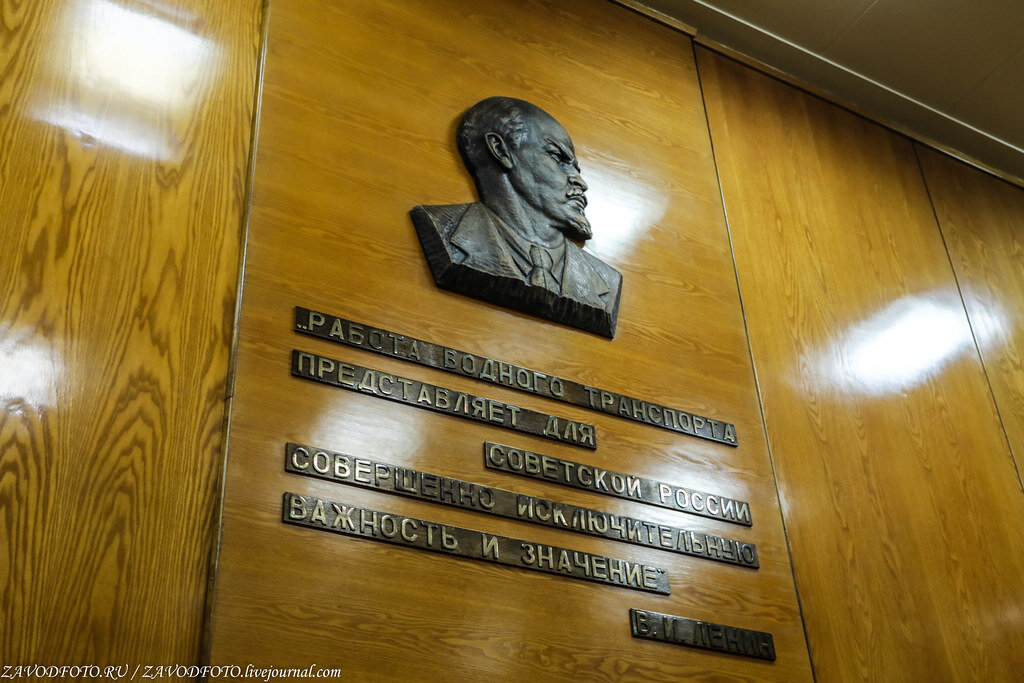 „РАБОТА ВОДНОГО ТРАНСПОРТА
ПРЕДСТАВЛЯЕТ ДЛЯ
СОВЕТСКОЙ РОССИИ
СОВЕРШЕННО ИСКЛЮЧИТЕЛЬНУЮ
ВАЖНОСТЬ И ЗНАЧЕНИЕ"
В. И. ЛЕНИН
ZAVODFOTO.RU / ZAVODFOTO.livejournal.com